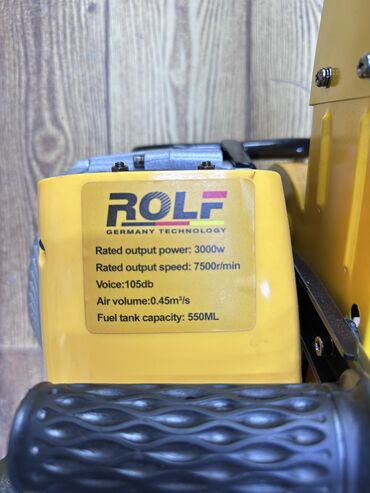 ROLF
GERMANY TECHNOLOGY
Rated output power: 3000w
Rated output speed: 7500r/min
Voice:105db
Air volume:0.45m³/s
Fuel tank capacity: 550ML